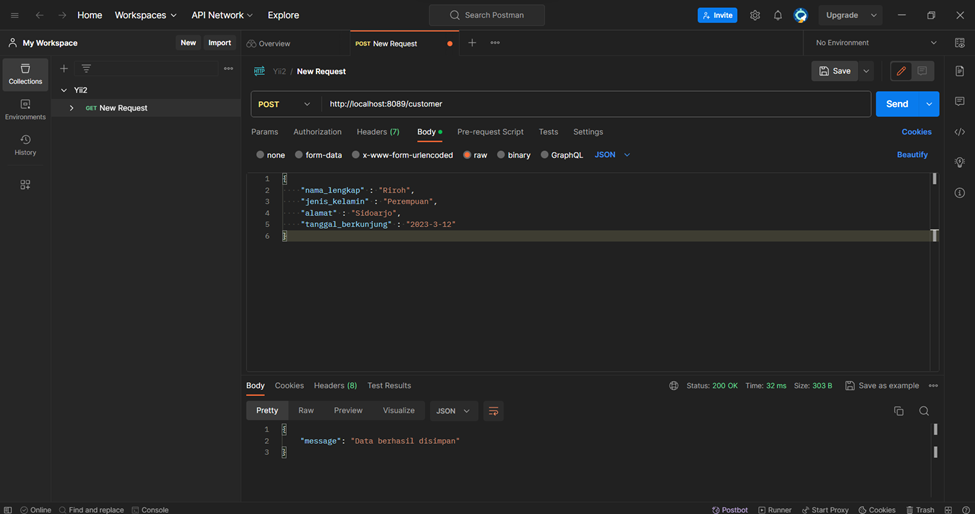 Home Workspaces API Network Explore Search Postman Invite Upgrade
My Workspace New Import Overview POST New Request No Environment
Collections
Yii2 / New Request Save
Yii2
GET New Request
POST http://localhost:8089/customer Send
Environments
Params Authorization Headers (7) Body Pre-request Script Tests Settings Cookies
History
none form-data x-www-form-urlencoded raw binary GraphQL JSON Beautify
1 {
2 "nama_lengkap" : "Riroh",
3 "jenis_kelamin" : "Perempuan",
4 "alamat" : "Sidoarjo",
5 "tanggal_berkunjung" : "2023-3-12"
6 }
Body Cookies Headers (8) Test Results Status: 200 OK Time: 32 ms Size: 303 B Save as example
Pretty Raw Preview Visualize JSON
1 {
2 "message": "Data berhasil disimpan"
3 }
Online Find and replace Console Postbot Runner Start Proxy Cookies Trash